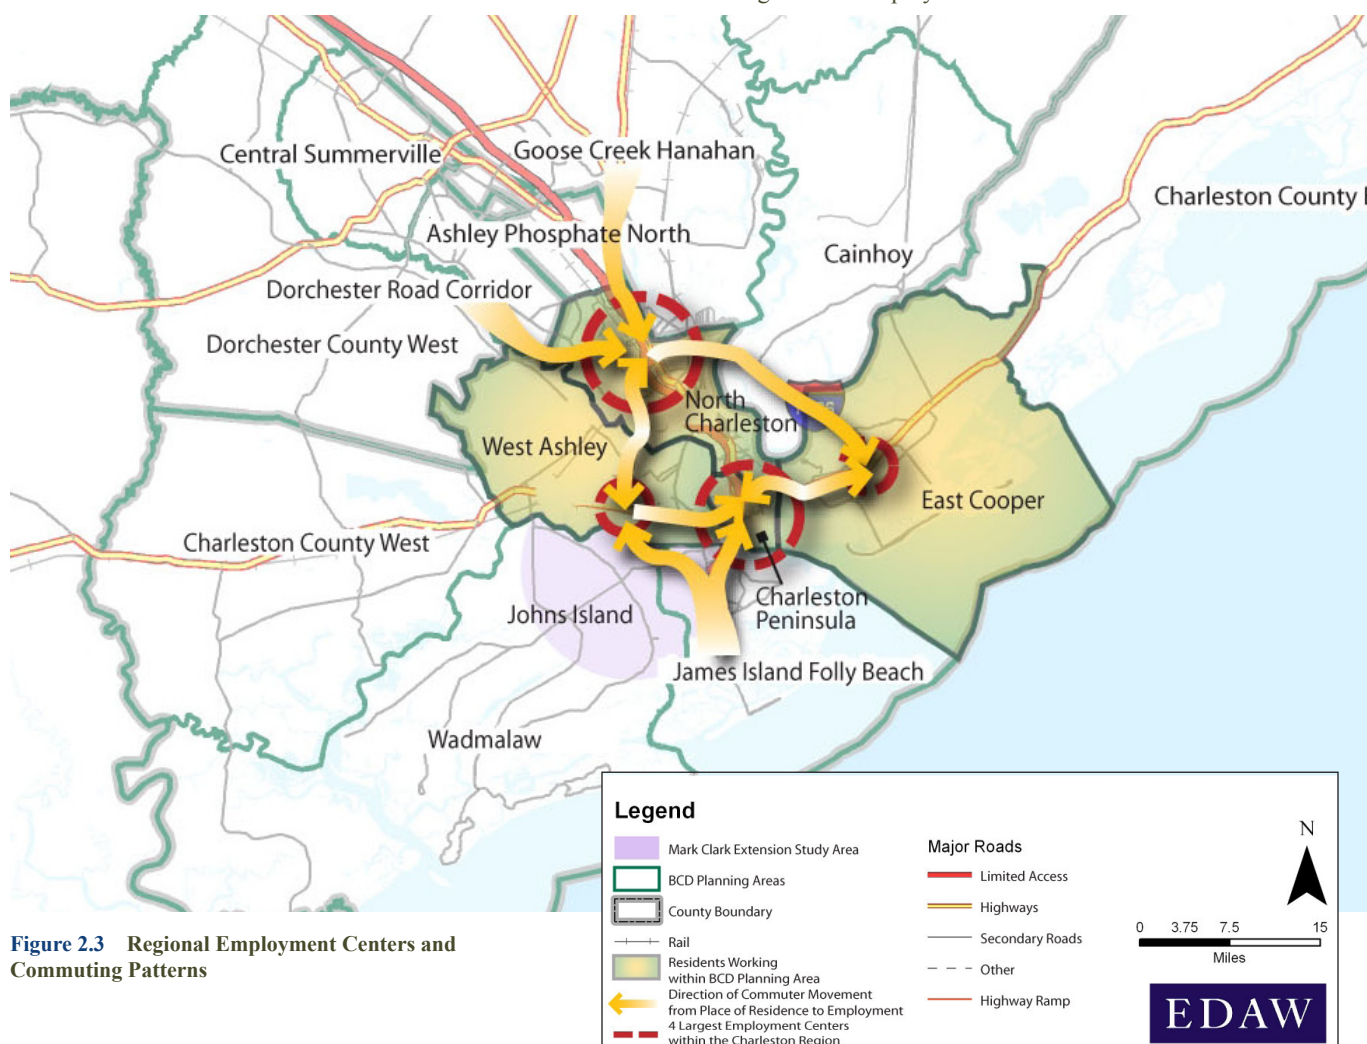 Central Summerville
Goose Creek Hanahan
Charleston County
Ashley Phosphate North
Cainhoy
Dorchester Road Corridor
Dorchester County West
North
Charleston
West Ashley
East Cooper
Charleston County West
Charleston
Peninsula
Johns Island
James Island Folly Beach
Wadmalaw
Legend
Mark Clark Extension Study Area
BCD Planning Areas
County Boundary
Rail
Residents Working
within BCD Planning Area
Direction of Commuter Movement
from Place of Residence to Employment
4 Largest Employment Centers
within the Charleston Region
Major Roads
Limited Access
Highways
Secondary Roads
Other
Highway Ramp
N
0 3.75 7.5 15
Miles
EDAW
Figure 2.3 Regional Employment Centers and
Commuting Patterns